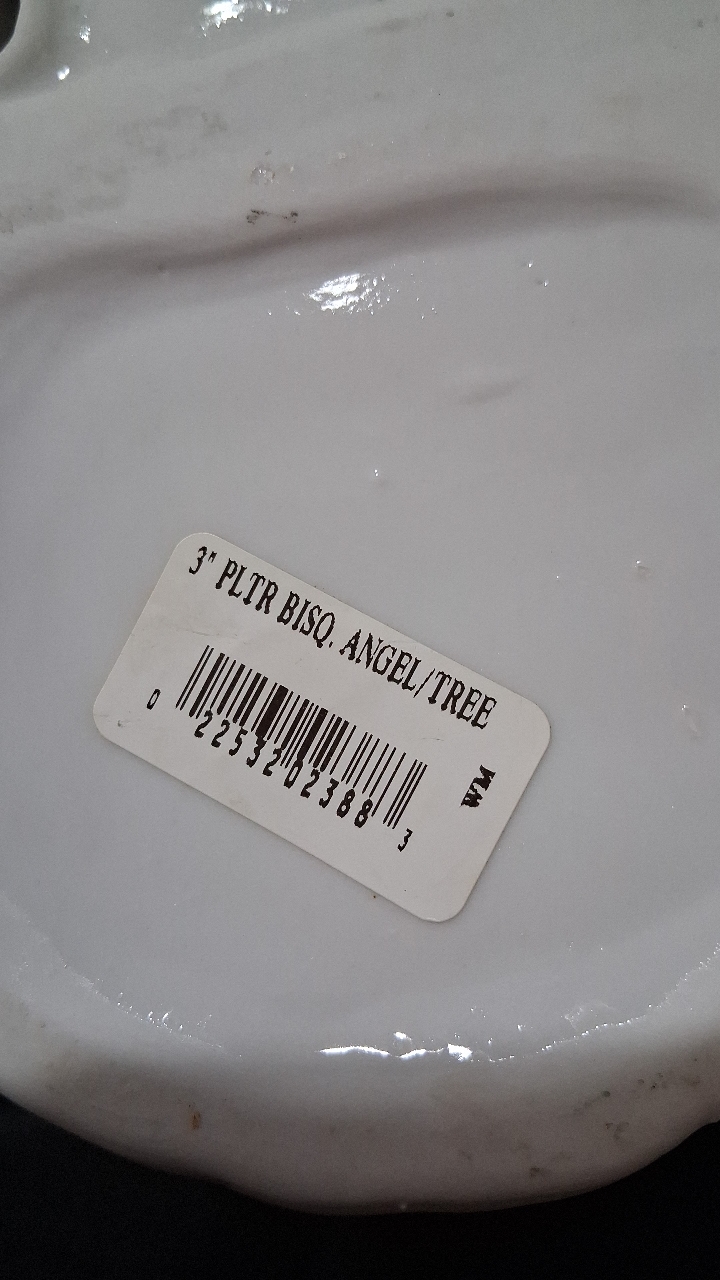 3" PLTR BISQ. ANGEL/TREE
0 22532 02388 3
WM